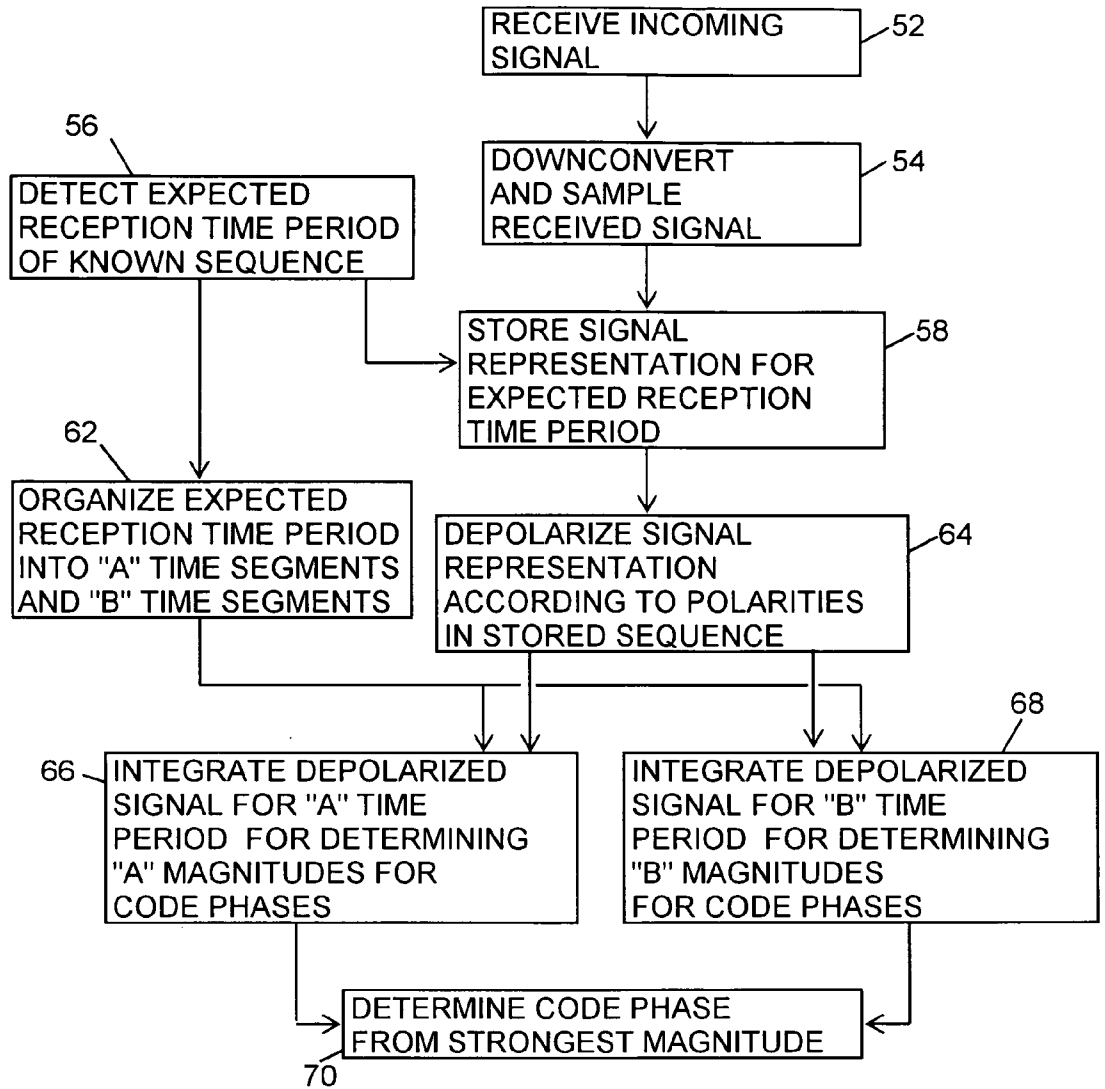 RECEIVE INCOMING
SIGNAL
52
DOWNCONVERT
AND SAMPLE
RECEIVED SIGNAL
54
56
DETECT EXPECTED
RECEPTION TIME PERIOD
OF KNOWN SEQUENCE
STORE SIGNAL
REPRESENTATION FOR
EXPECTED RECEPTION
TIME PERIOD
58
62
ORGANIZE EXPECTED
RECEPTION TIME PERIOD
INTO "A" TIME SEGMENTS
AND "B" TIME SEGMENTS
DEPOLARIZE SIGNAL
REPRESENTATION
ACCORDING TO POLARITIES
IN STORED SEQUENCE
64
66
INTEGRATE DEPOLARIZED
SIGNAL FOR "A" TIME
PERIOD FOR DETERMINING
"A" MAGNITUDES FOR
CODE PHASES
68
INTEGRATE DEPOLARIZED
SIGNAL FOR "B" TIME
PERIOD FOR DETERMINING
"B" MAGNITUDES
FOR CODE PHASES
DETERMINE CODE PHASE
FROM STRONGEST MAGNITUDE
70